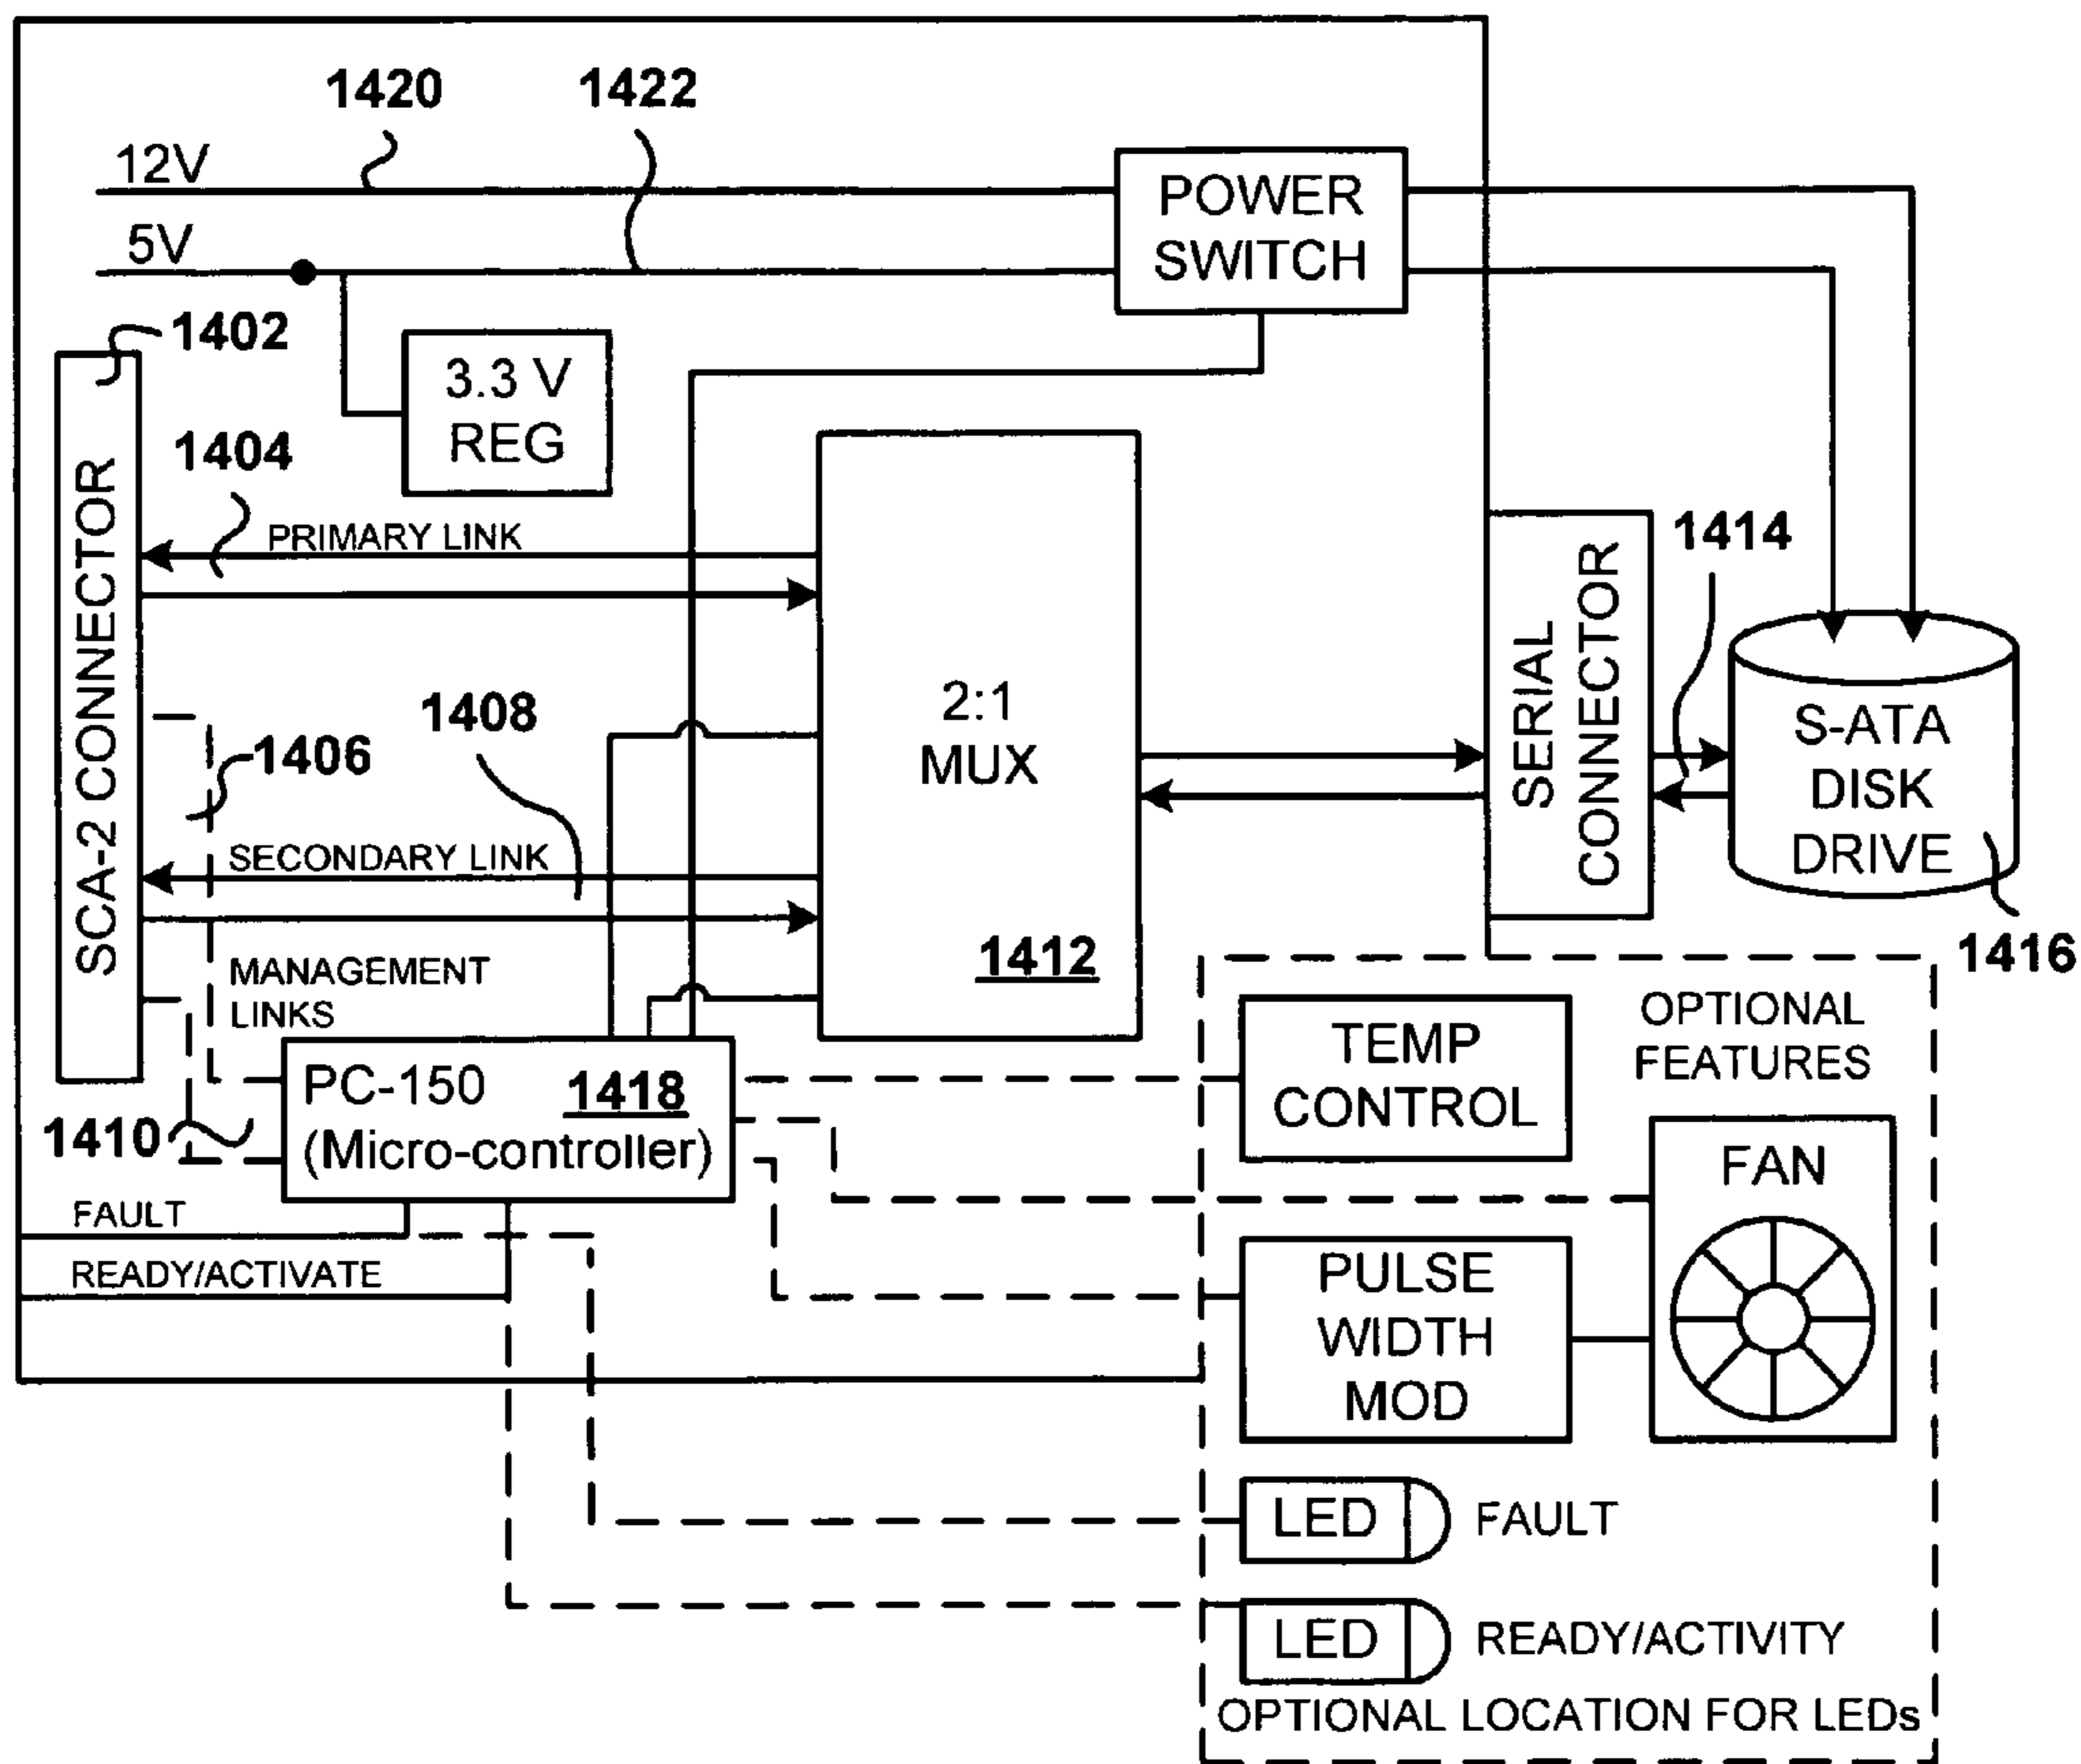 1420
1422
12V
5V
POWER
SWITCH
1402
3.3 V
REG
1404
PRIMARY LINK
SCA-2 CONNECTOR
1414
SERIAL
CONNECTOR
1408
1406
2:1
MUX
S-ATA
DISK
DRIVE
SECONDARY LINK
1412
1416
MANAGEMENT
LINKS
OPTIONAL
FEATURES
TEMP
CONTROL
PC-150
1418
(Micro-controller)
1410
FAN
FAULT
READY/ACTIVATE
PULSE
WIDTH
MOD
LED
FAULT
LED
READY/ACTIVITY
OPTIONAL LOCATION FOR LEDs